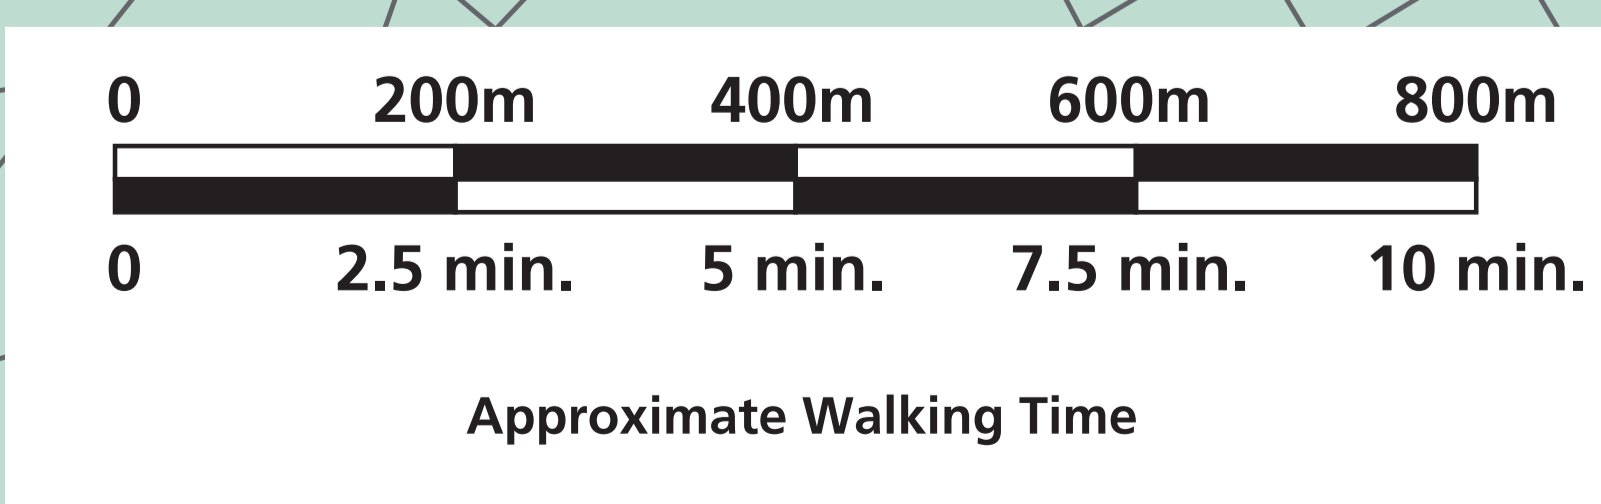 0 200m 400m 600m 800m
0 2.5 min. 5 min. 7.5 min. 10 min.
Approximate Walking Time